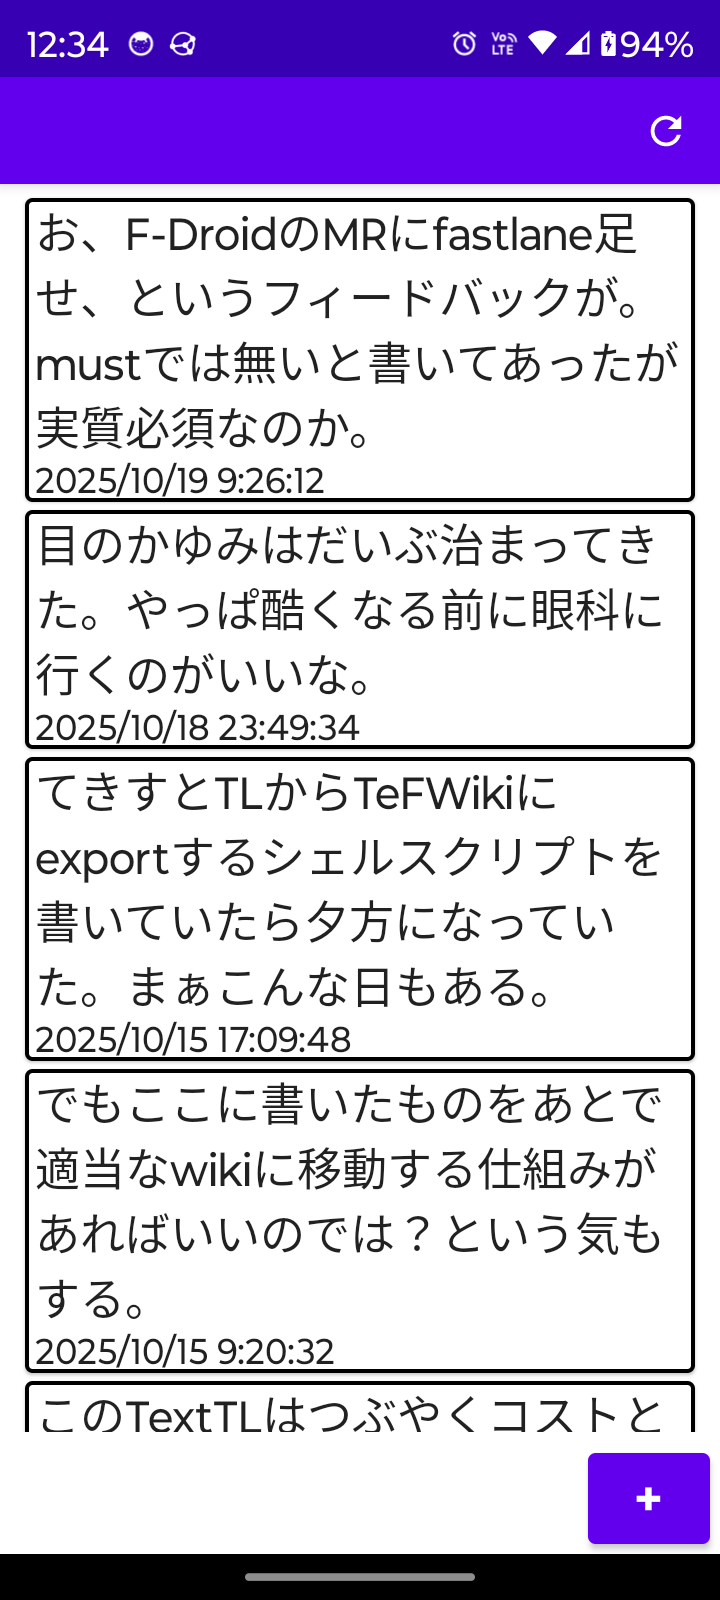 12:34
94%
お、F-DroidのMRにfastlane足
せ、というフィードバックが。
mustでは無いと書いてあったが
実質必須なのか。
2025/10/19 9:26:12
目のかゆみはだいぶ治まってき
た。やっぱ酷くなる前に眼科に
行くのがいいな。
2025/10/18 23:49:34
てきすとTLからTeFWikiに
exportするシェルスクリプトを
書いていたら夕方になってい
た。まぁこんな日もある。
2025/10/15 17:09:48
でもここに書いたものをあとで
適当なwikiに移動する仕組みが
あればいいのでは？という気も
する。
2025/10/15 9:20:32
このTextTLはつぶやくコストと
+